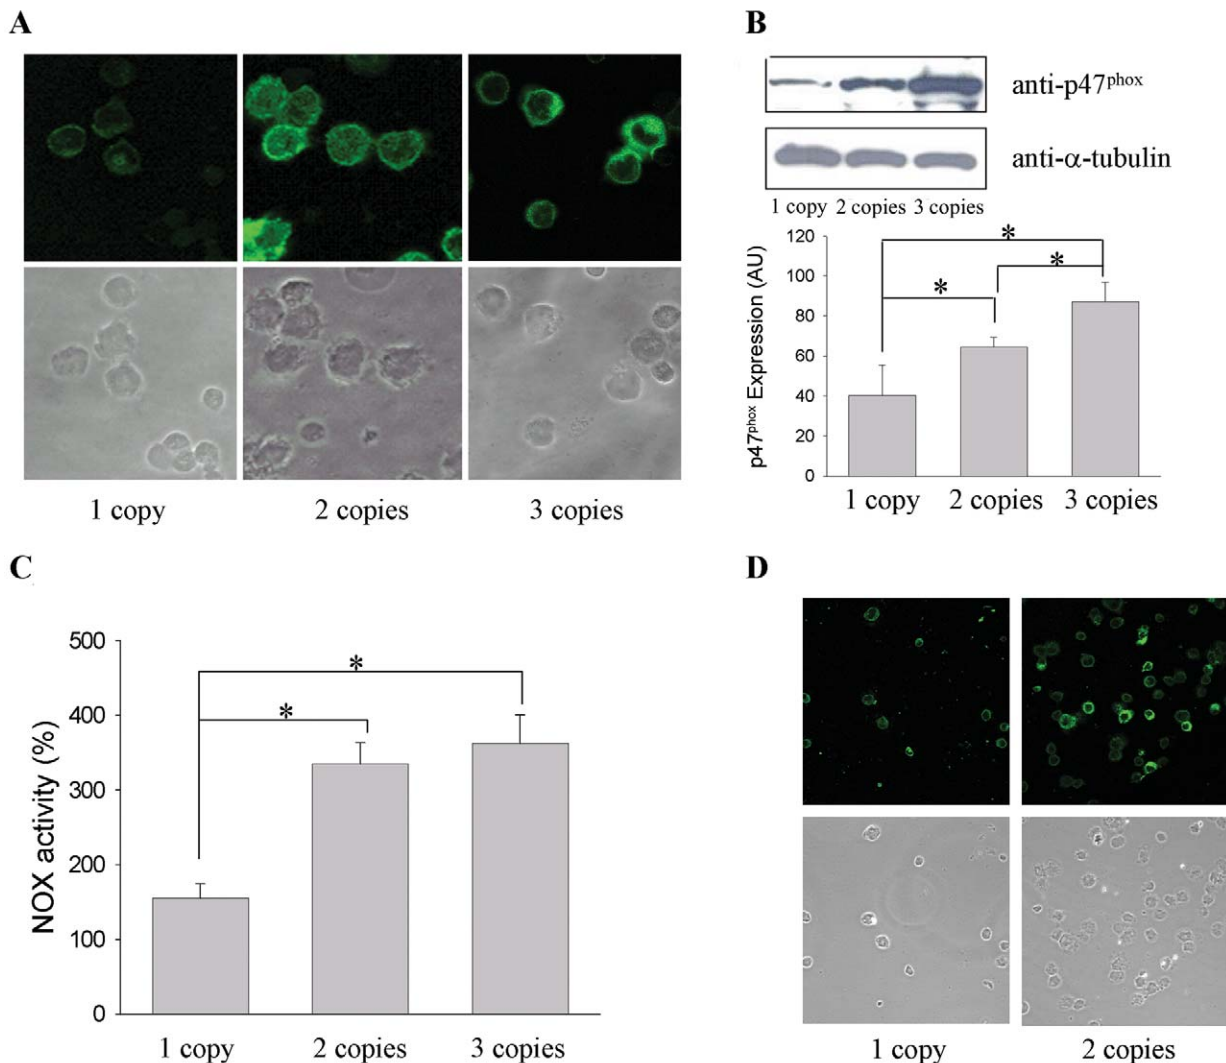 A
1 copy 2 copies 3 copies
B
anti-p47phox
anti-α-tubulin
1 copy 2 copies 3 copies
120
100
80
60
40
20
0
p47phox Expression (AU)
*
*
*
1 copy 2 copies 3 copies
C
500
400
300
200
100
0
NOX activity (%)
*
*
1 copy 2 copies 3 copies
D
1 copy 2 copies